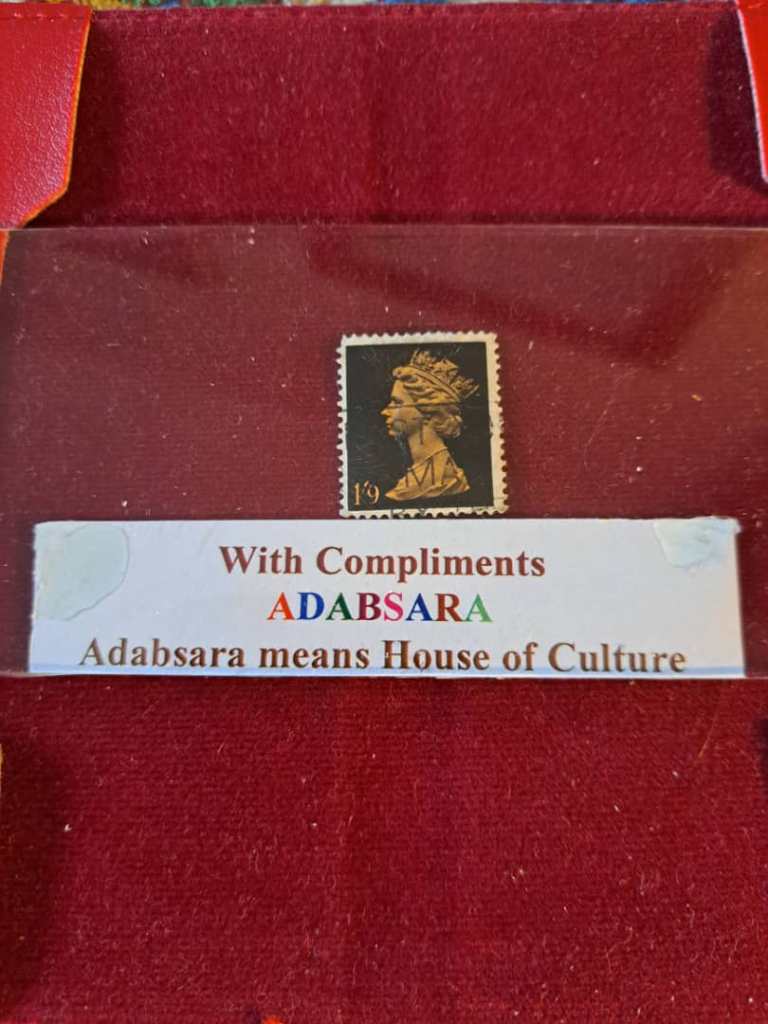 1'9
With Compliments
ADABSARA
Adabsara means House of Culture